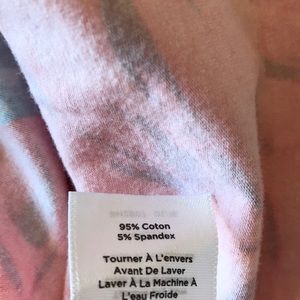 95% Coton
5% Spandex
Tourner À L'envers
Avant De Laver
Laver À La Machine À
L'eau Froide